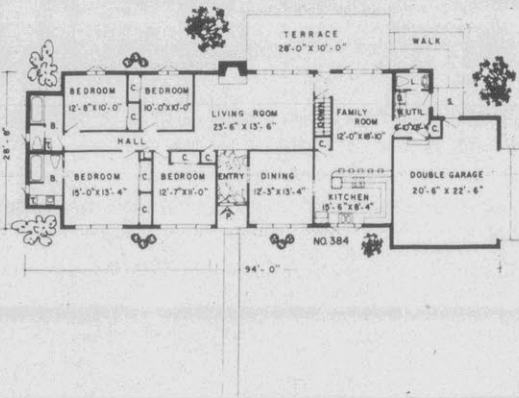 TERRACE
28'-0" X 10'-0"
WALK
BEDROOM
12'-8" X 10'-0"
C.
C.
BEDROOM
10'-0" X 10'-0"
LIVING ROOM
23'-6" X 13'-6"
DOWN
FAMILY
ROOM
12'-0" X 18'-10"
L.
UTIL
S.
C.
B.
HALL
28'-8"
B.
BEDROOM
15'-0" X 13'-4"
C.
C.
C.
C.
BEDROOM
12'-7" X 11'-0"
ENTRY
DINING
12'-3" X 13'-4"
C.
KITCHEN
15'-6" X 8'-4"
DOUBLE GARAGE
20'-6" X 22'-6"
NO. 384
94'-0"